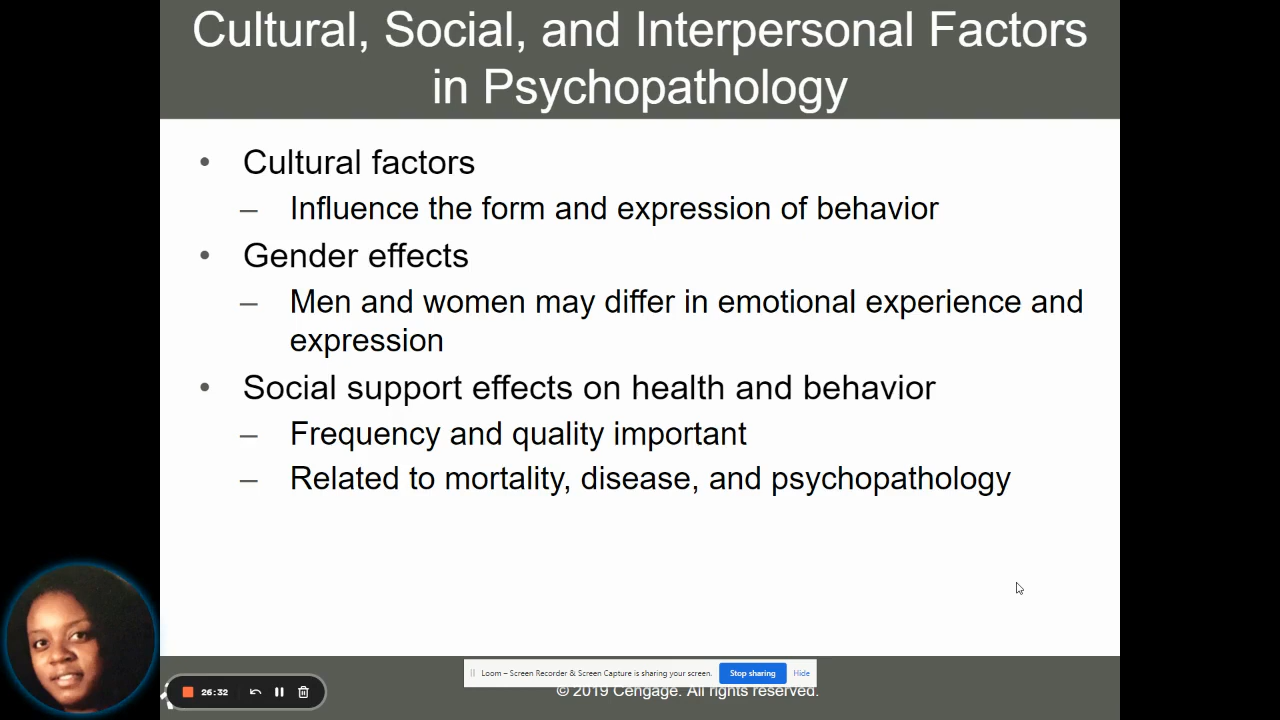 Cultural, Social, and Interpersonal Factors
in Psychopathology
• Cultural factors
– Influence the form and expression of behavior
• Gender effects
– Men and women may differ in emotional experience and
expression
• Social support effects on health and behavior
– Frequency and quality important
– Related to mortality, disease, and psychopathology
Loom – Screen Recorder & Screen Capture is sharing your screen. Stop sharing Hide
26:32
© 2019 Cengage. All rights reserved.